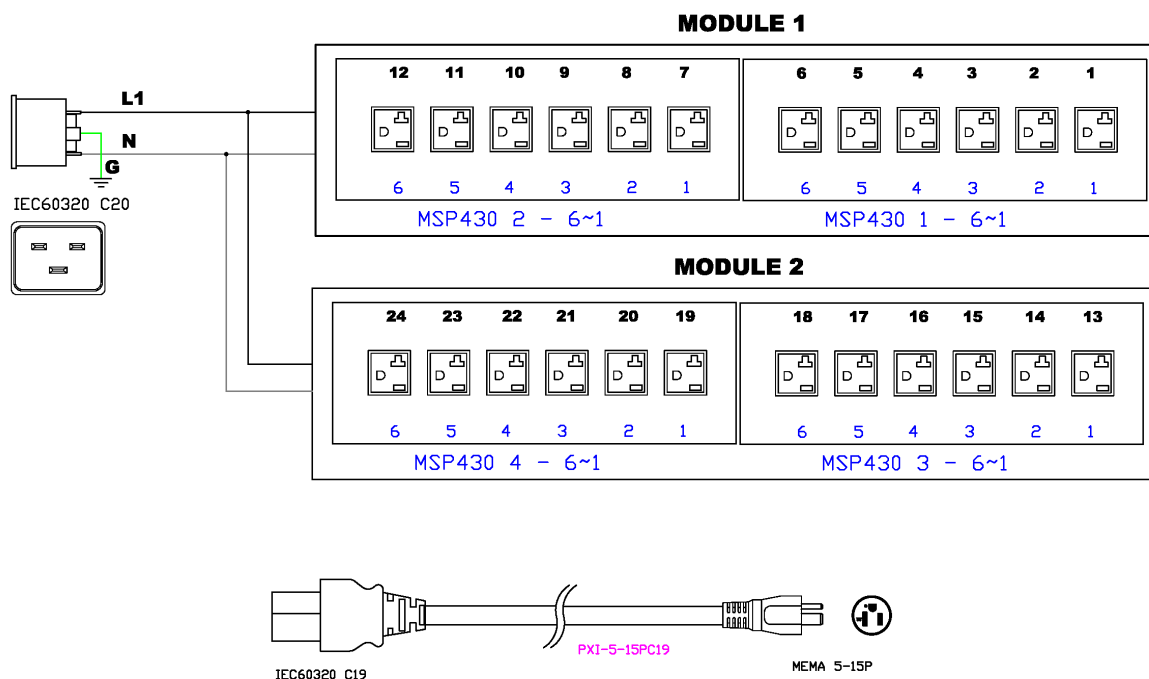 MODULE 1
12 11 10 9 8 7 6 5 4 3 2 1
L1
N
G
6 5 4 3 2 1 6 5 4 3 2 1
MSP430 2 - 6~1 MSP430 1 - 6~1
IEC60320 C20
MODULE 2
24 23 22 21 20 19 18 17 16 15 14 13
6 5 4 3 2 1 6 5 4 3 2 1
MSP430 4 - 6~1 MSP430 3 - 6~1
PXI-5-15PC19
IEC60320 C19
MEMA 5-15P